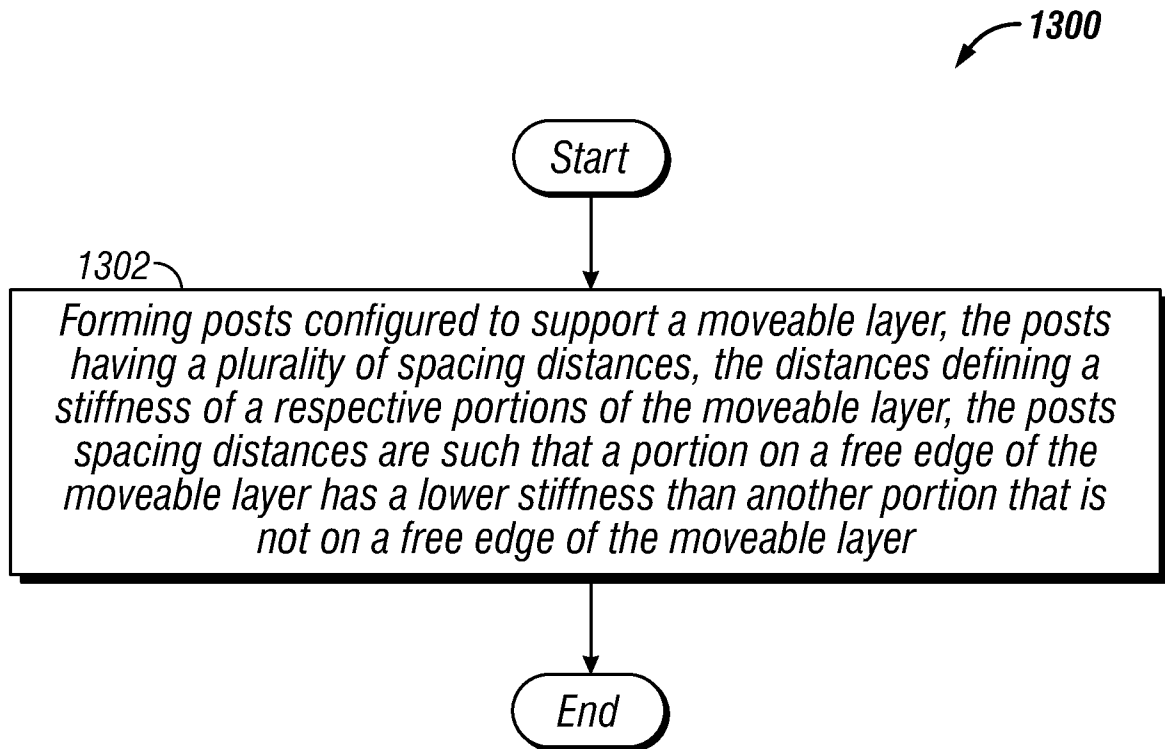 1300
Start
1302
Forming posts configured to support a moveable layer, the posts
having a plurality of spacing distances, the distances defining a
stiffness of a respective portions of the moveable layer, the posts
spacing distances are such that a portion on a free edge of the
moveable layer has a lower stiffness than another portion that is
not on a free edge of the moveable layer
End